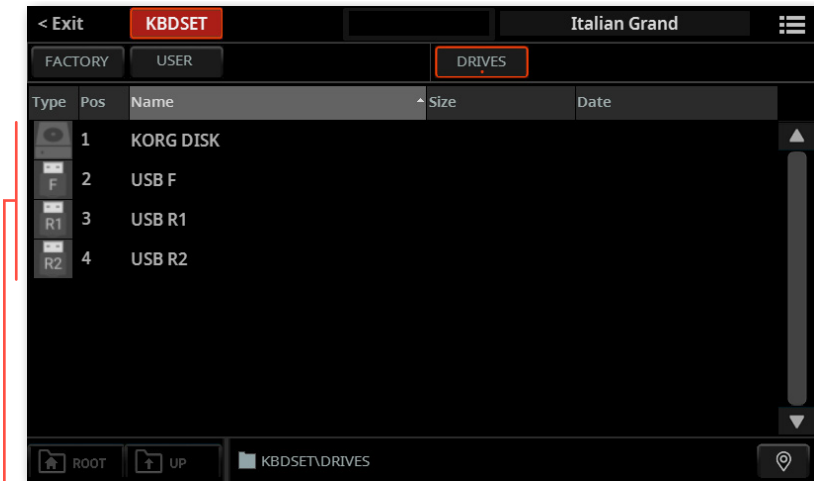 < Exit KBDSET Italian Grand
FACTORY USER DRIVES
Type Pos Name Size Date
1 KORG DISK
F 2 USB F
R1 3 USB R1
R2 4 USB R2
ROOT UP KBDSET\DRIVES